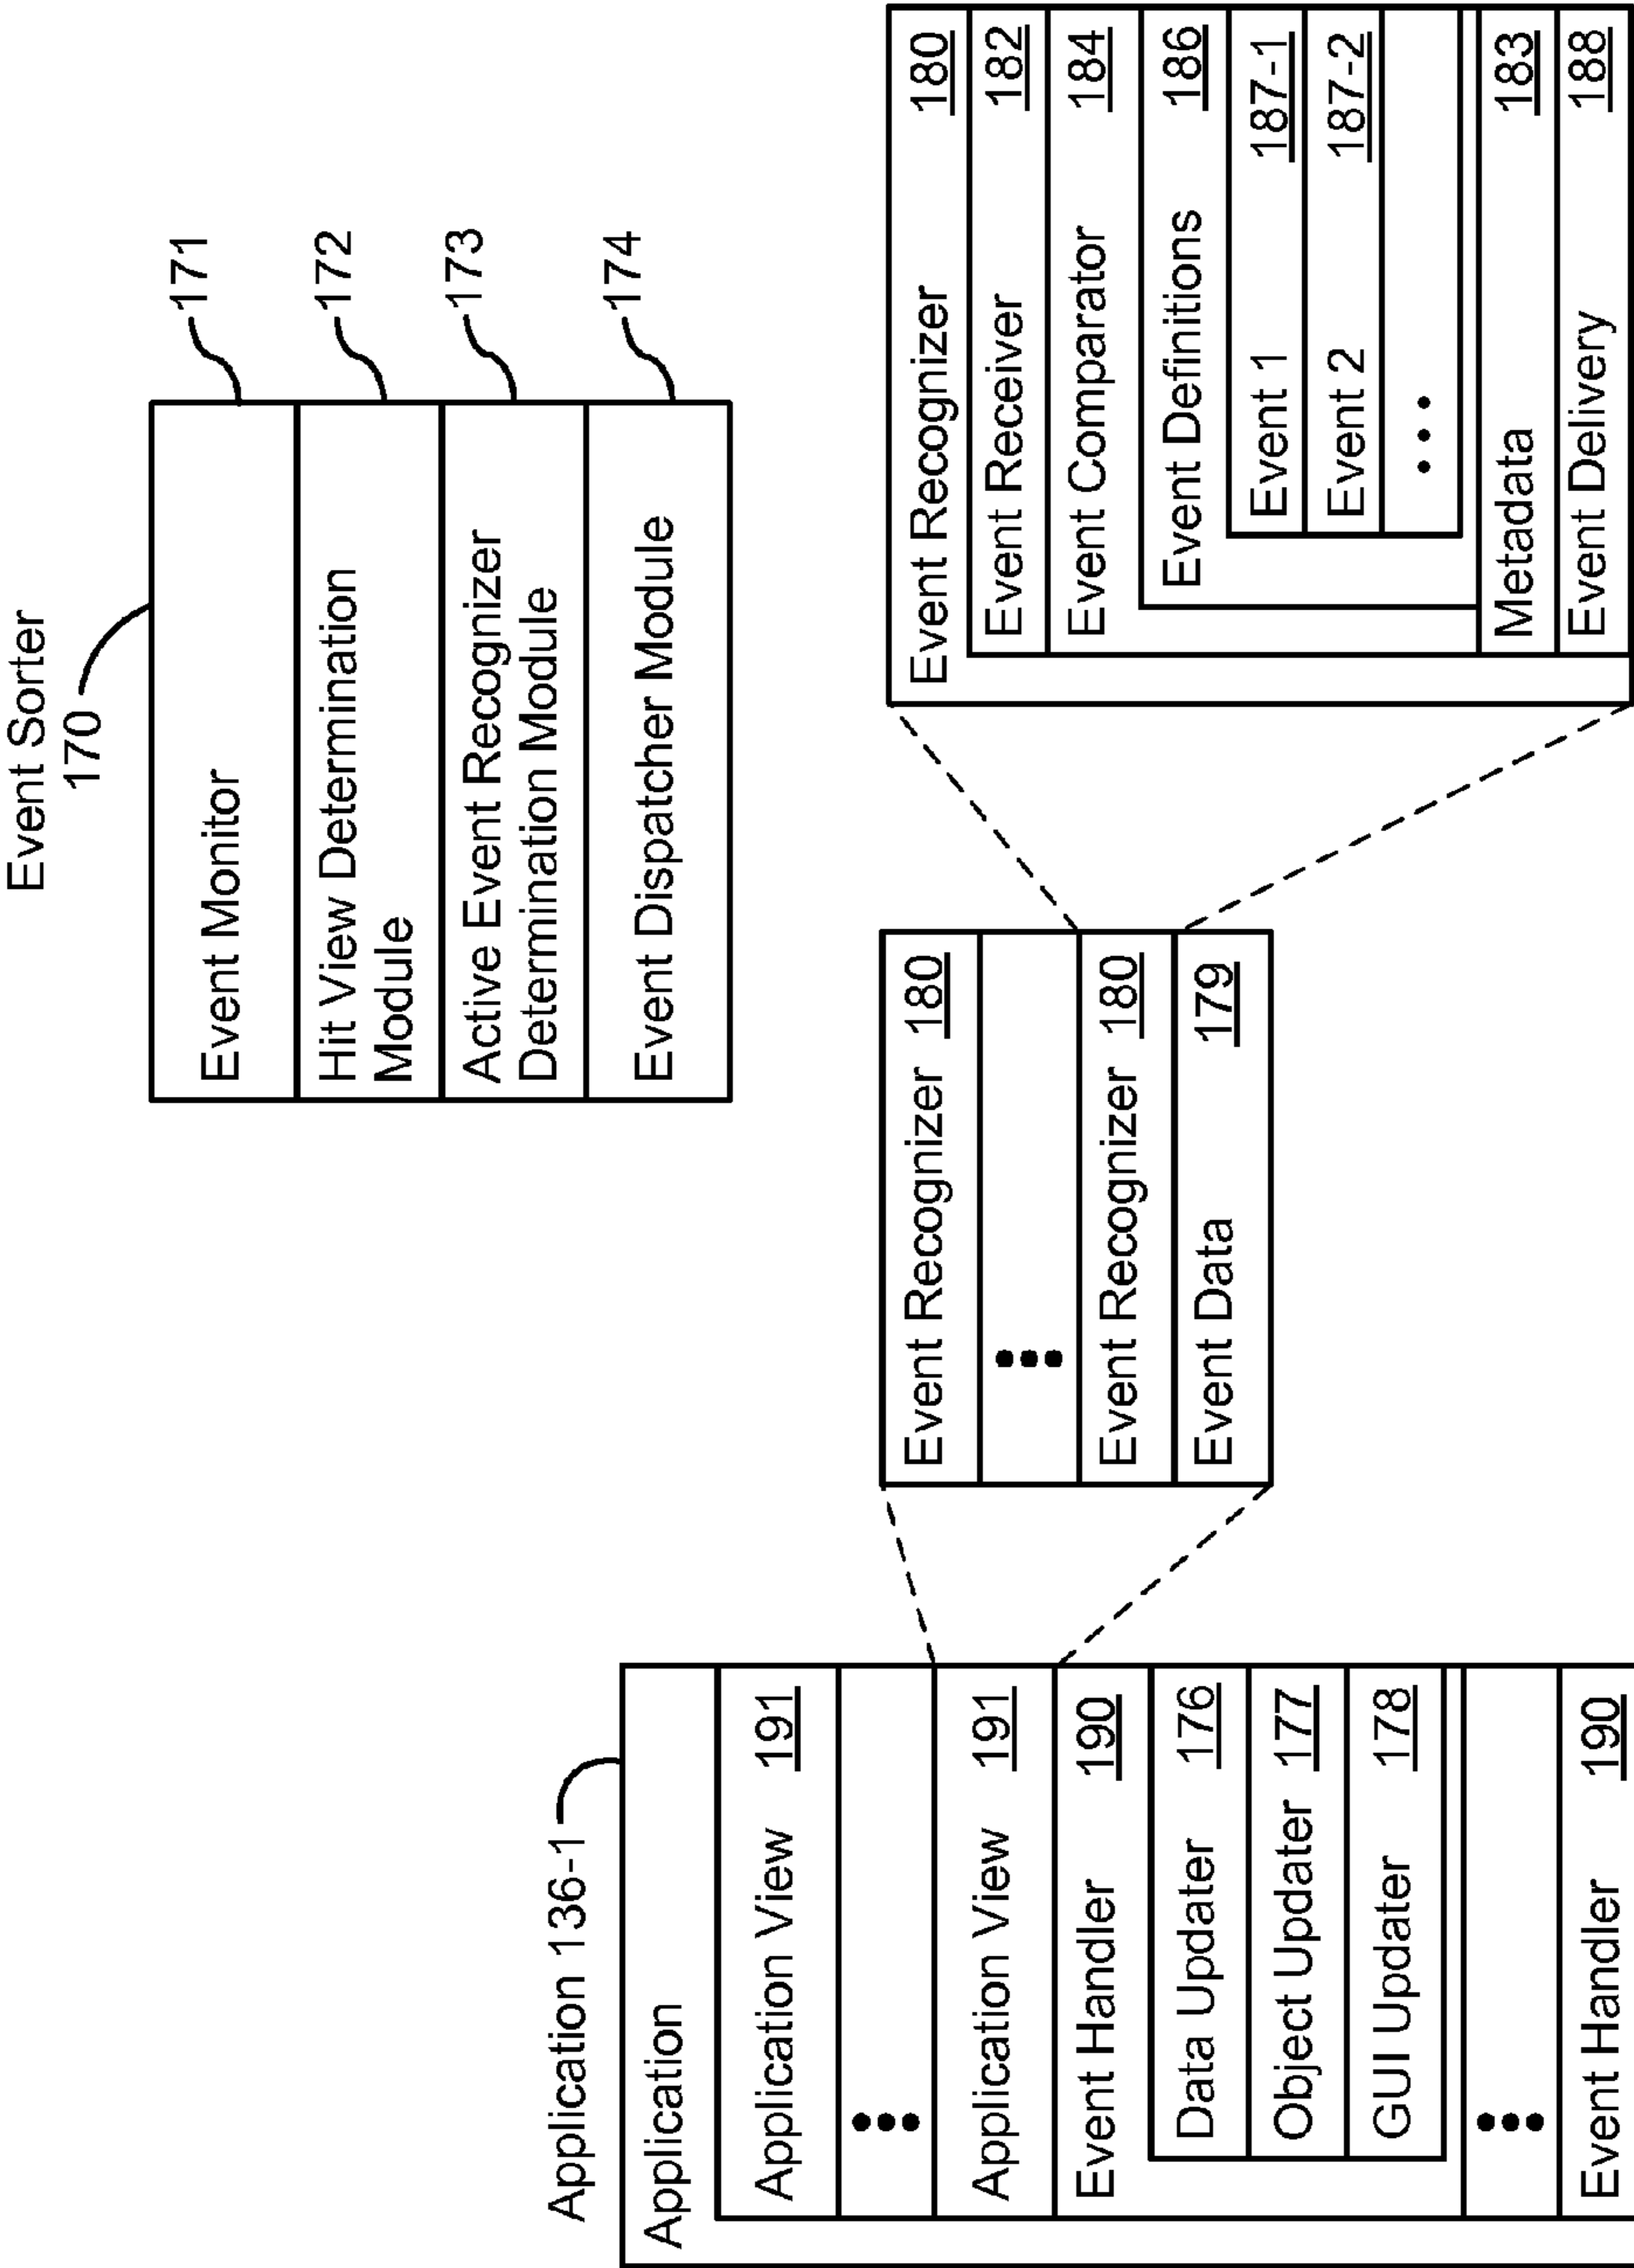 Event Sorter
170
Event Monitor
171
Hit View Determination
Module
172
Active Event Recognizer
Determination Module
173
Event Dispatcher Module
174
Application 136-1
Application
Application View 191
Application View 191
Event Handler 190
Data Updater 176
Object Updater 177
GUI Updater 178
Event Handler 190
Event Recognizer 180
Event Recognizer 180
Event Data 179
Event Recognizer 180
Event Receiver 182
Event Comparator 184
Event Definitions 186
Event 1 187-1
Event 2 187-2
Metadata 183
Event Delivery 188